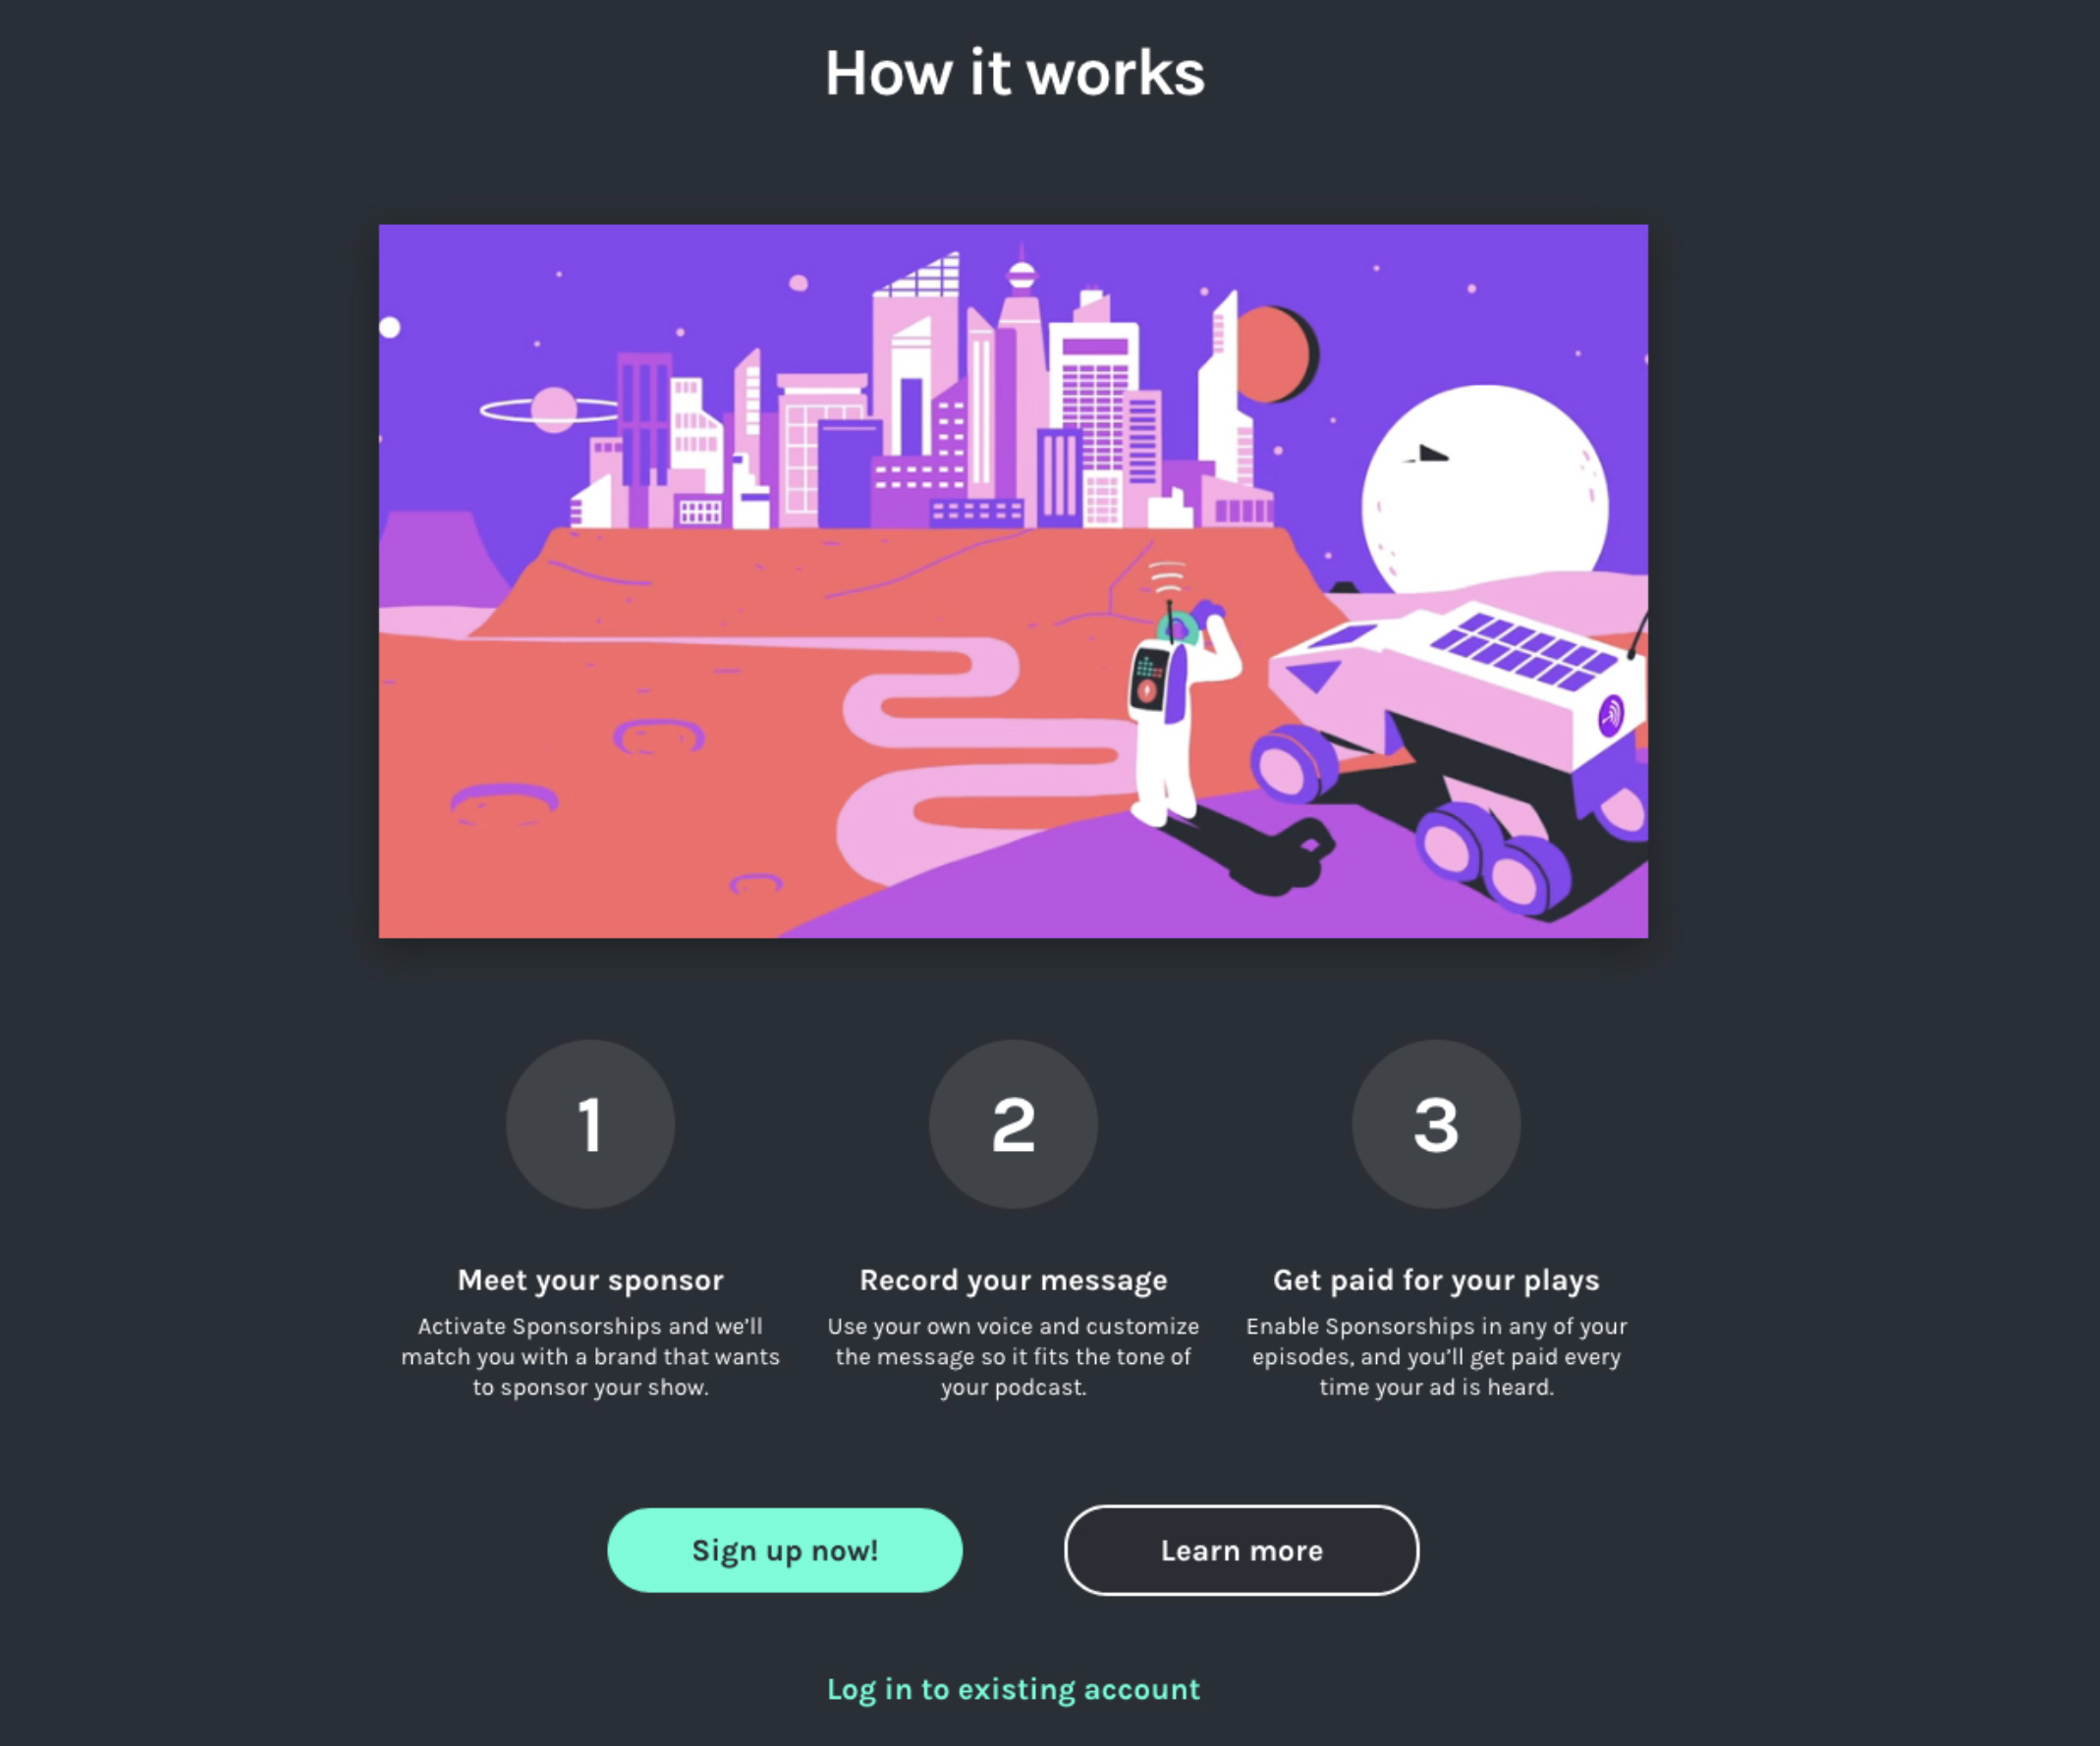 How it works
1
2
3
Meet your sponsor
Activate Sponsorships and we’ll
match you with a brand that wants
to sponsor your show.
Record your message
Use your own voice and customize
the message so it fits the tone of
your podcast.
Get paid for your plays
Enable Sponsorships in any of your
episodes, and you’ll get paid every
time your ad is heard.
Sign up now!
Learn more
Log in to existing account